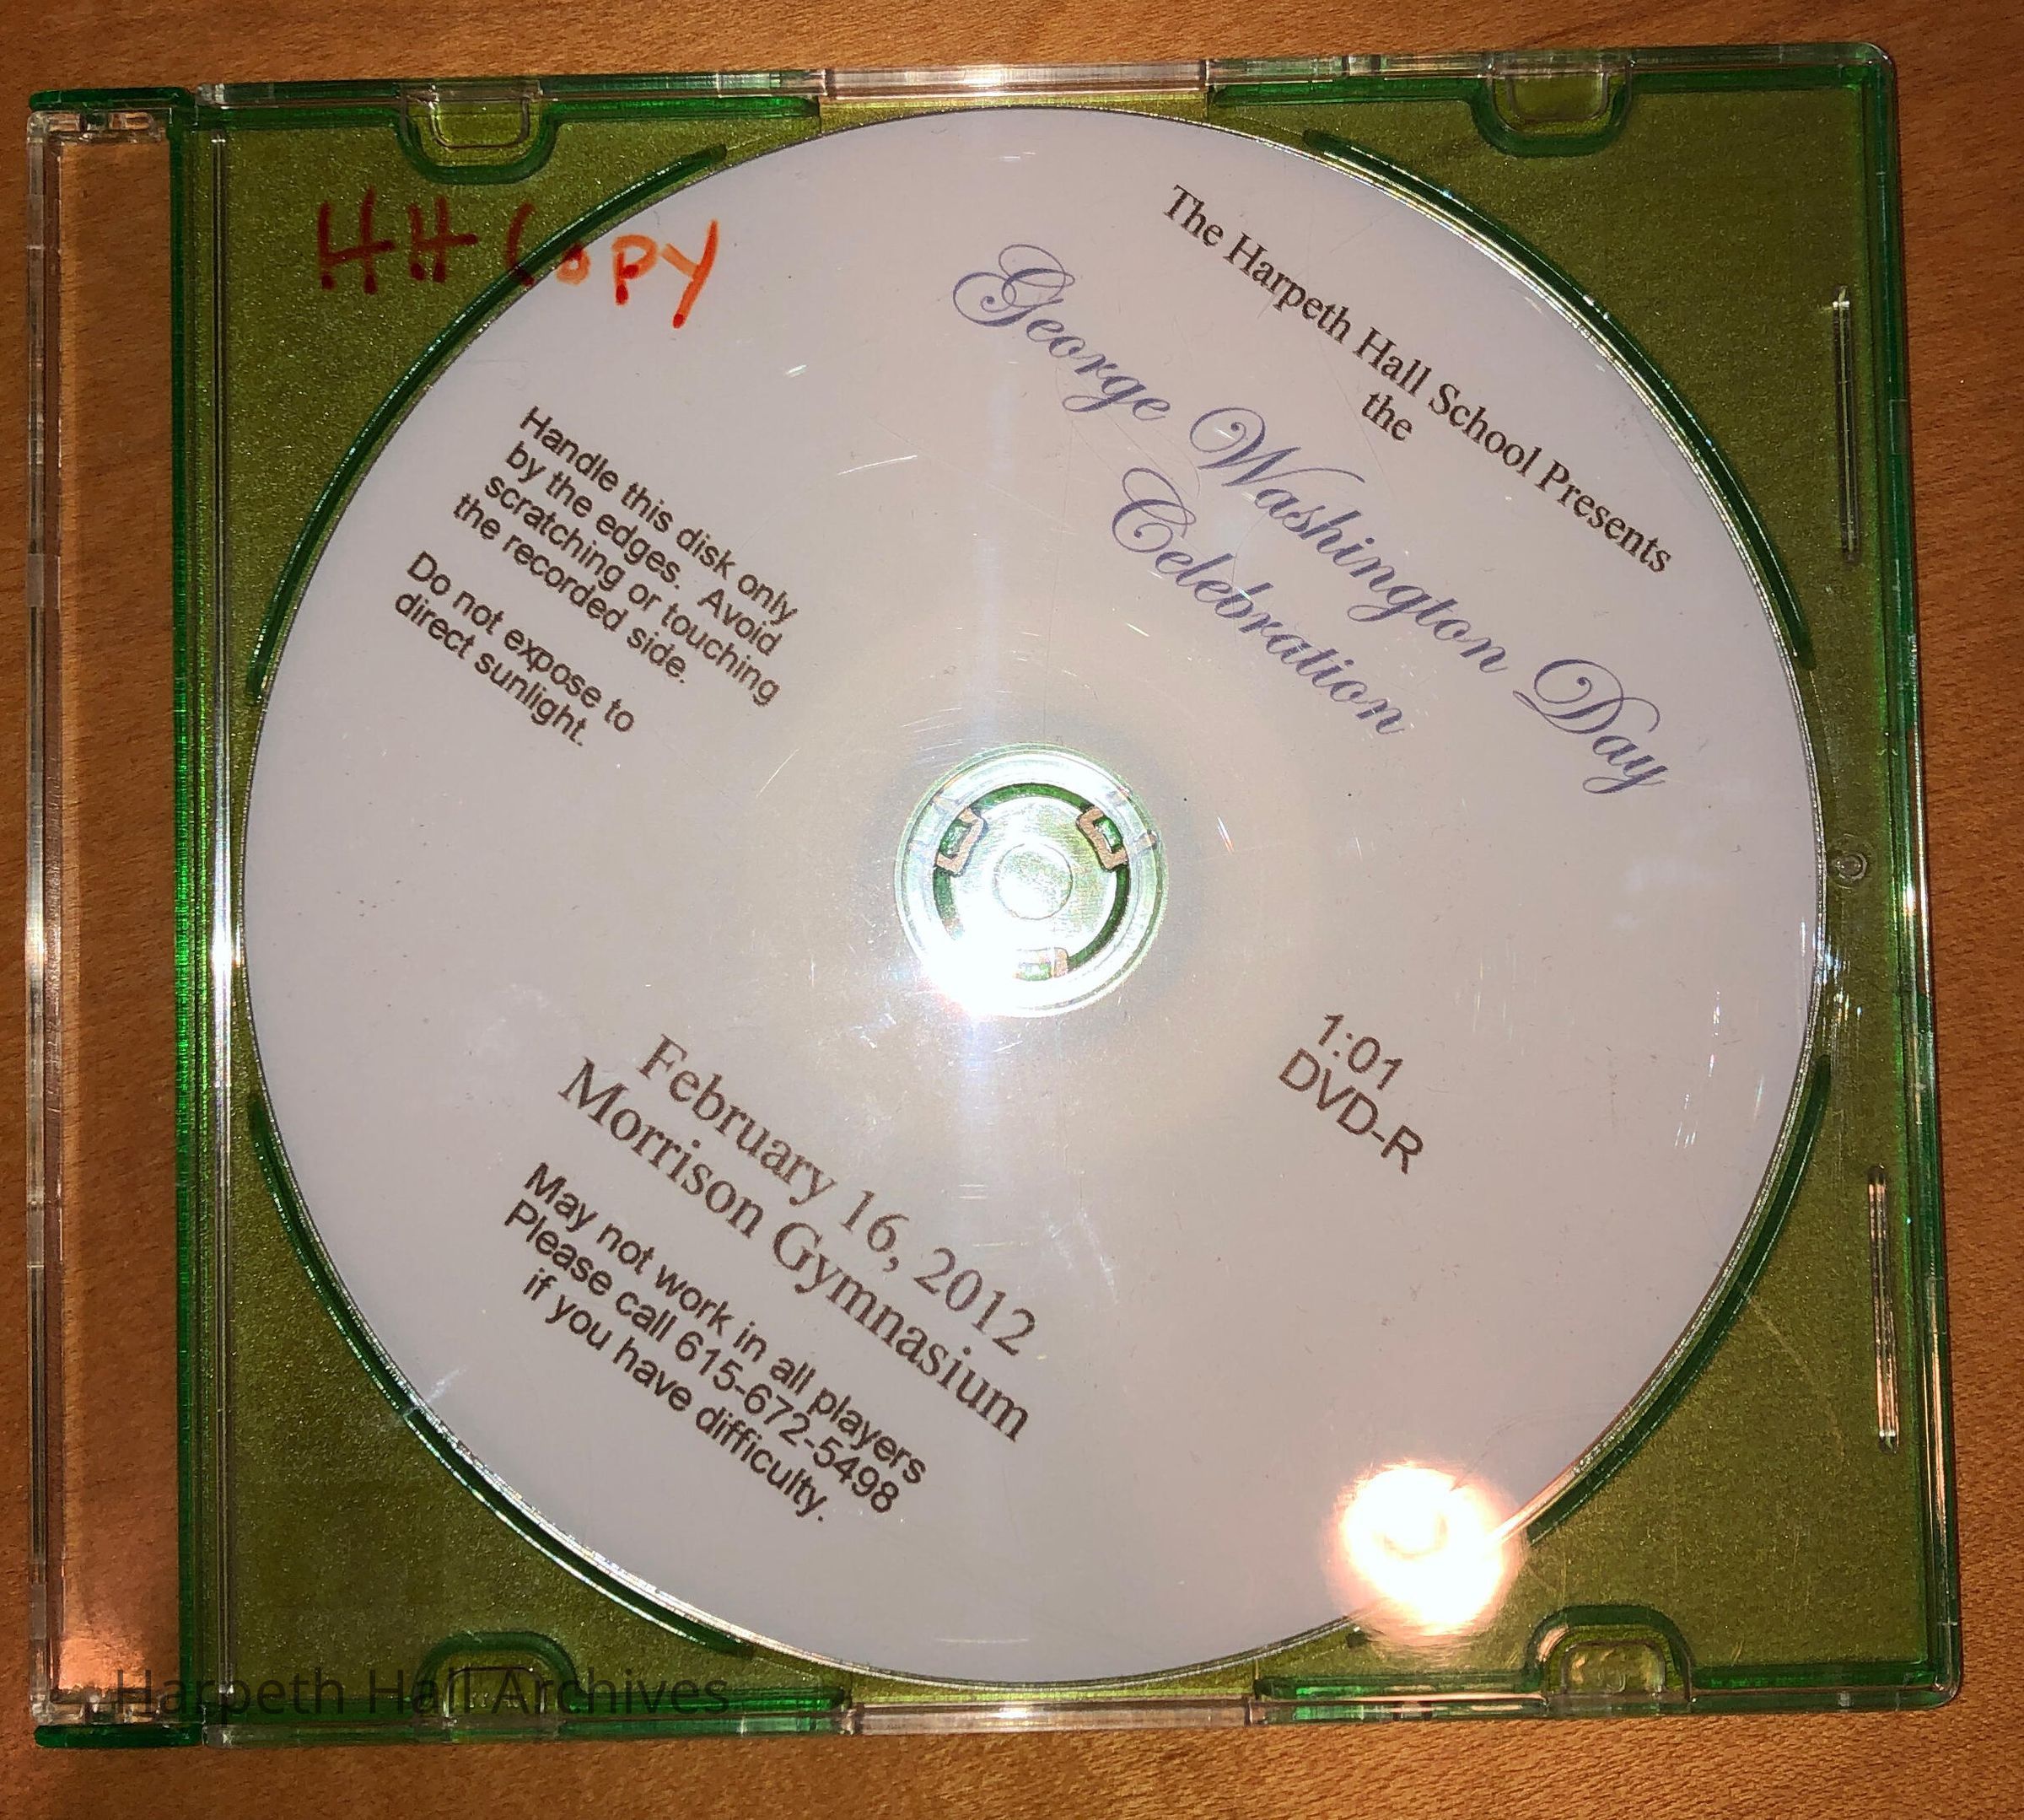 HH Copy
The Harpeth Hall School Presents
the
George Washington Day
Celebration
Handle this disk only
by the edges. Avoid
scratching or touching
the recorded side.
Do not expose to
direct sunlight.
1:01
DVD-R
February 16, 2012
Morrison Gymnasium
May not work in all players
Please call 615-672-5498
if you have difficulty.
Harpeth Hall Archives